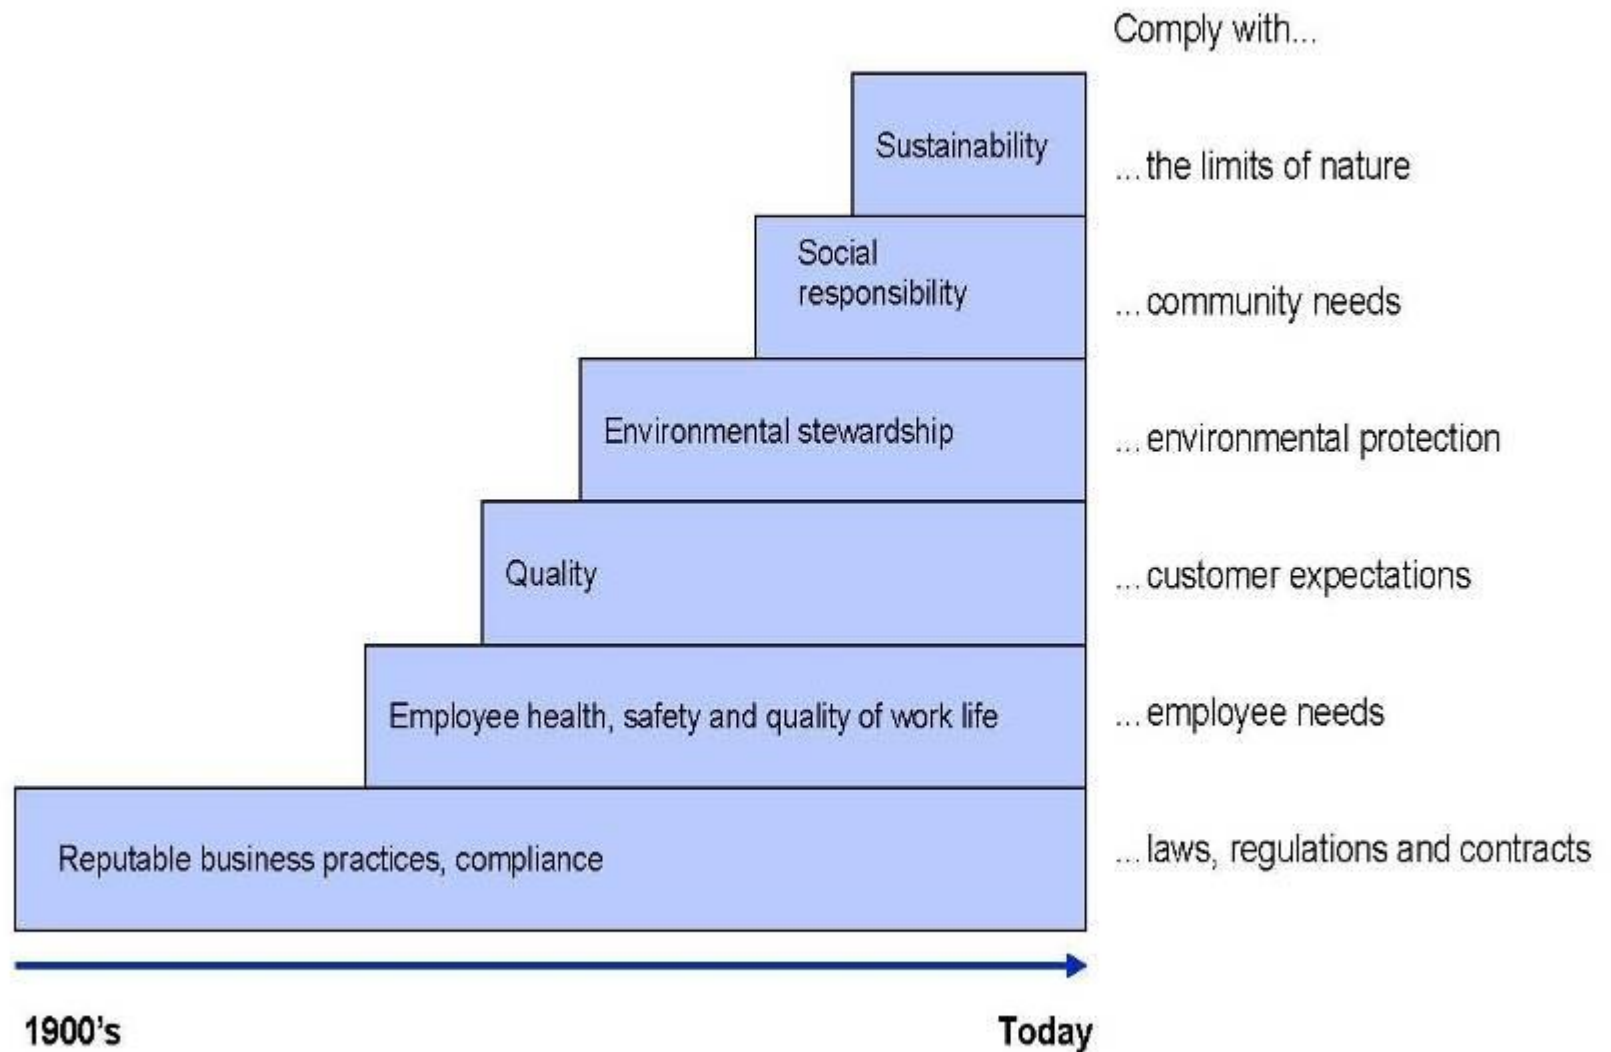 Comply with...
Sustainability
...the limits of nature
Social
responsibility
...community needs
Environmental stewardship
...environmental protection
Quality
...customer expectations
Employee health, safety and quality of work life
...employee needs
Reputable business practices, compliance
...laws, regulations and contracts
1900's
Today